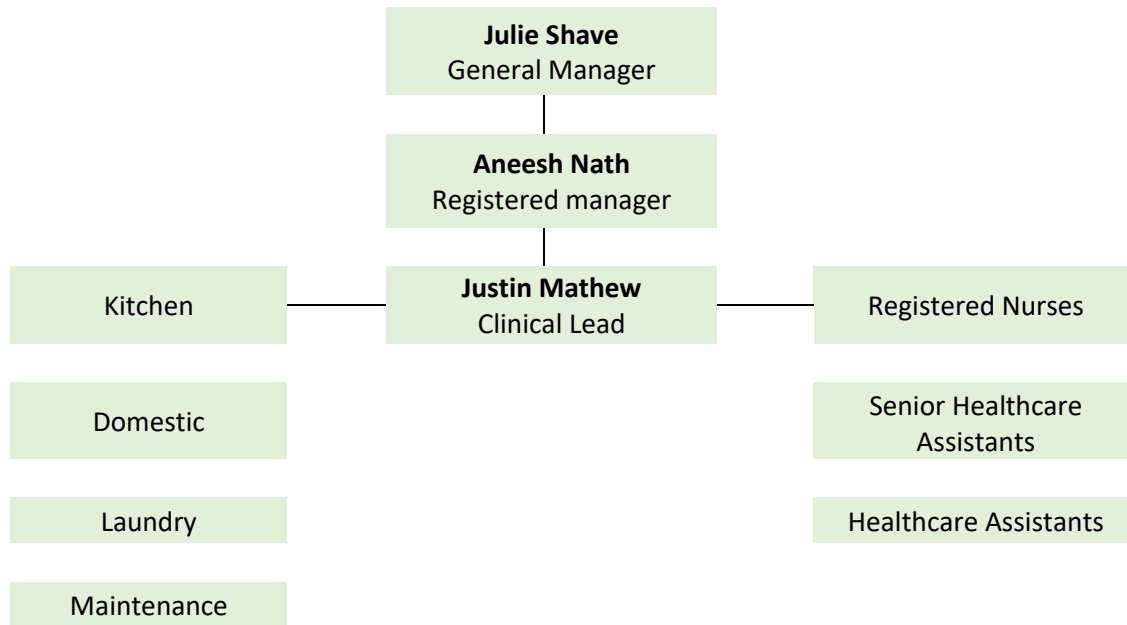 Julie Shave
General Manager
Aneesh Nath
Registered manager
Justin Mathew
Clinical Lead
Kitchen
Registered Nurses
Domestic
Senior Healthcare
Assistants
Laundry
Healthcare Assistants
Maintenance